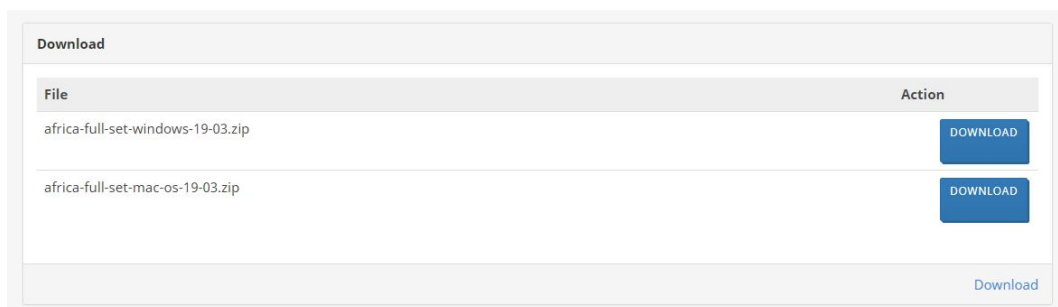 Download
File Action
africa-full-set-windows-19-03.zip DOWNLOAD
africa-full-set-mac-os-19-03.zip DOWNLOAD
Download